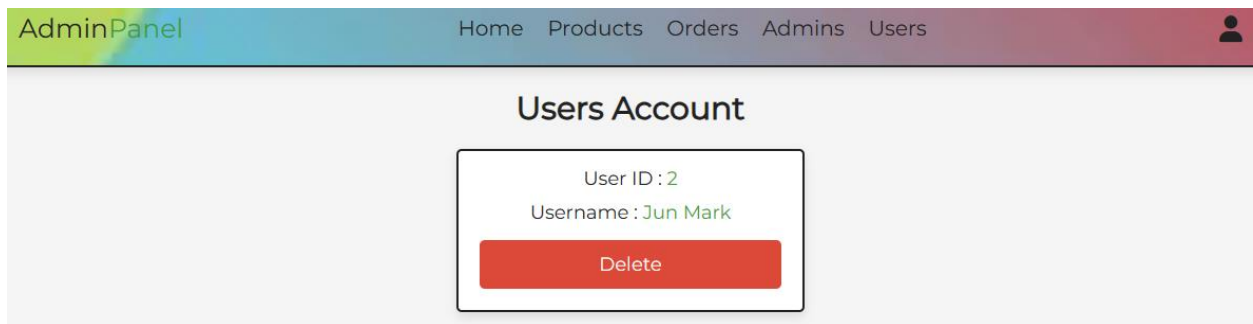 AdminPanel Home Products Orders Admins Users
Users Account
User ID : 2
Username : Jun Mark
Delete